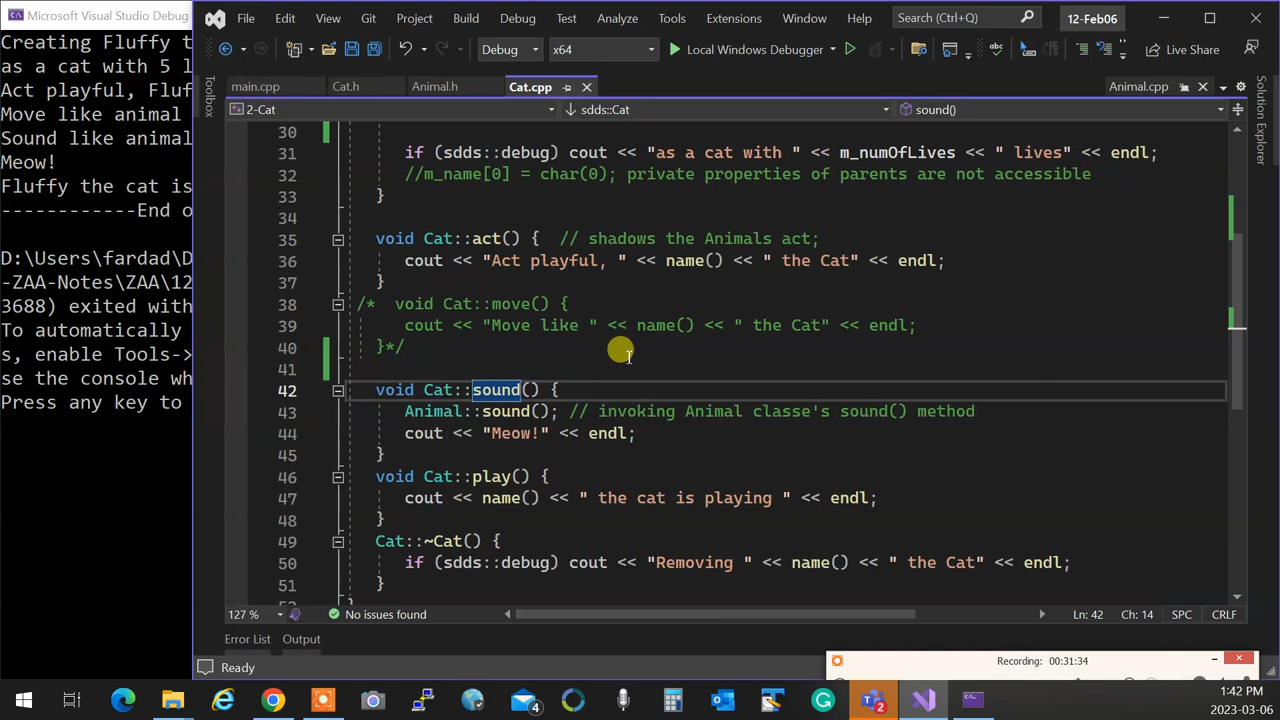 Microsoft Visual Studio Debug
Creating Fluffy t
as a cat with 5 l
Act playful, Fluf
Move like animal
Sound like animal
Meow!
Fluffy the cat is
------------End o
D:\Users\fardad\D
-ZAA-Notes\ZAA\12
3688) exited with
To automatically
s, enable Tools->
se the console wh
Press any key to
File Edit View Git Project Build Debug Test Analyze Tools Extensions Window Help Search (Ctrl+Q) 12-Feb06
Debug x64 Local Windows Debugger Live Share
Toolbox
main.cpp Cat.h Animal.h Cat.cpp Animal.cpp
2-Cat sdds::Cat sound()
Solution Explorer
30
31 if (sdds::debug) cout << "as a cat with " << m_numOfLives << " lives" << endl;
32 //m_name[0] = char(0); private properties of parents are not accessible
33 }
34
35 void Cat::act() { // shadows the Animals act;
36 cout << "Act playful, " << name() << " the Cat" << endl;
37 }
38 /* void Cat::move() {
39 cout << "Move like " << name() << " the Cat" << endl;
40 }*/
41
42 void Cat::sound() {
43 Animal::sound(); // invoking Animal classe's sound() method
44 cout << "Meow!" << endl;
45 }
46 void Cat::play() {
47 cout << name() << " the cat is playing " << endl;
48 }
49 Cat::~Cat() {
50 if (sdds::debug) cout << "Removing " << name() << " the Cat" << endl;
51 }
127 % No issues found Ln: 42 Ch: 14 SPC CRLF
Error List Output
Ready
Recording: 00:31:34
4
2
1:42 PM
2023-03-06